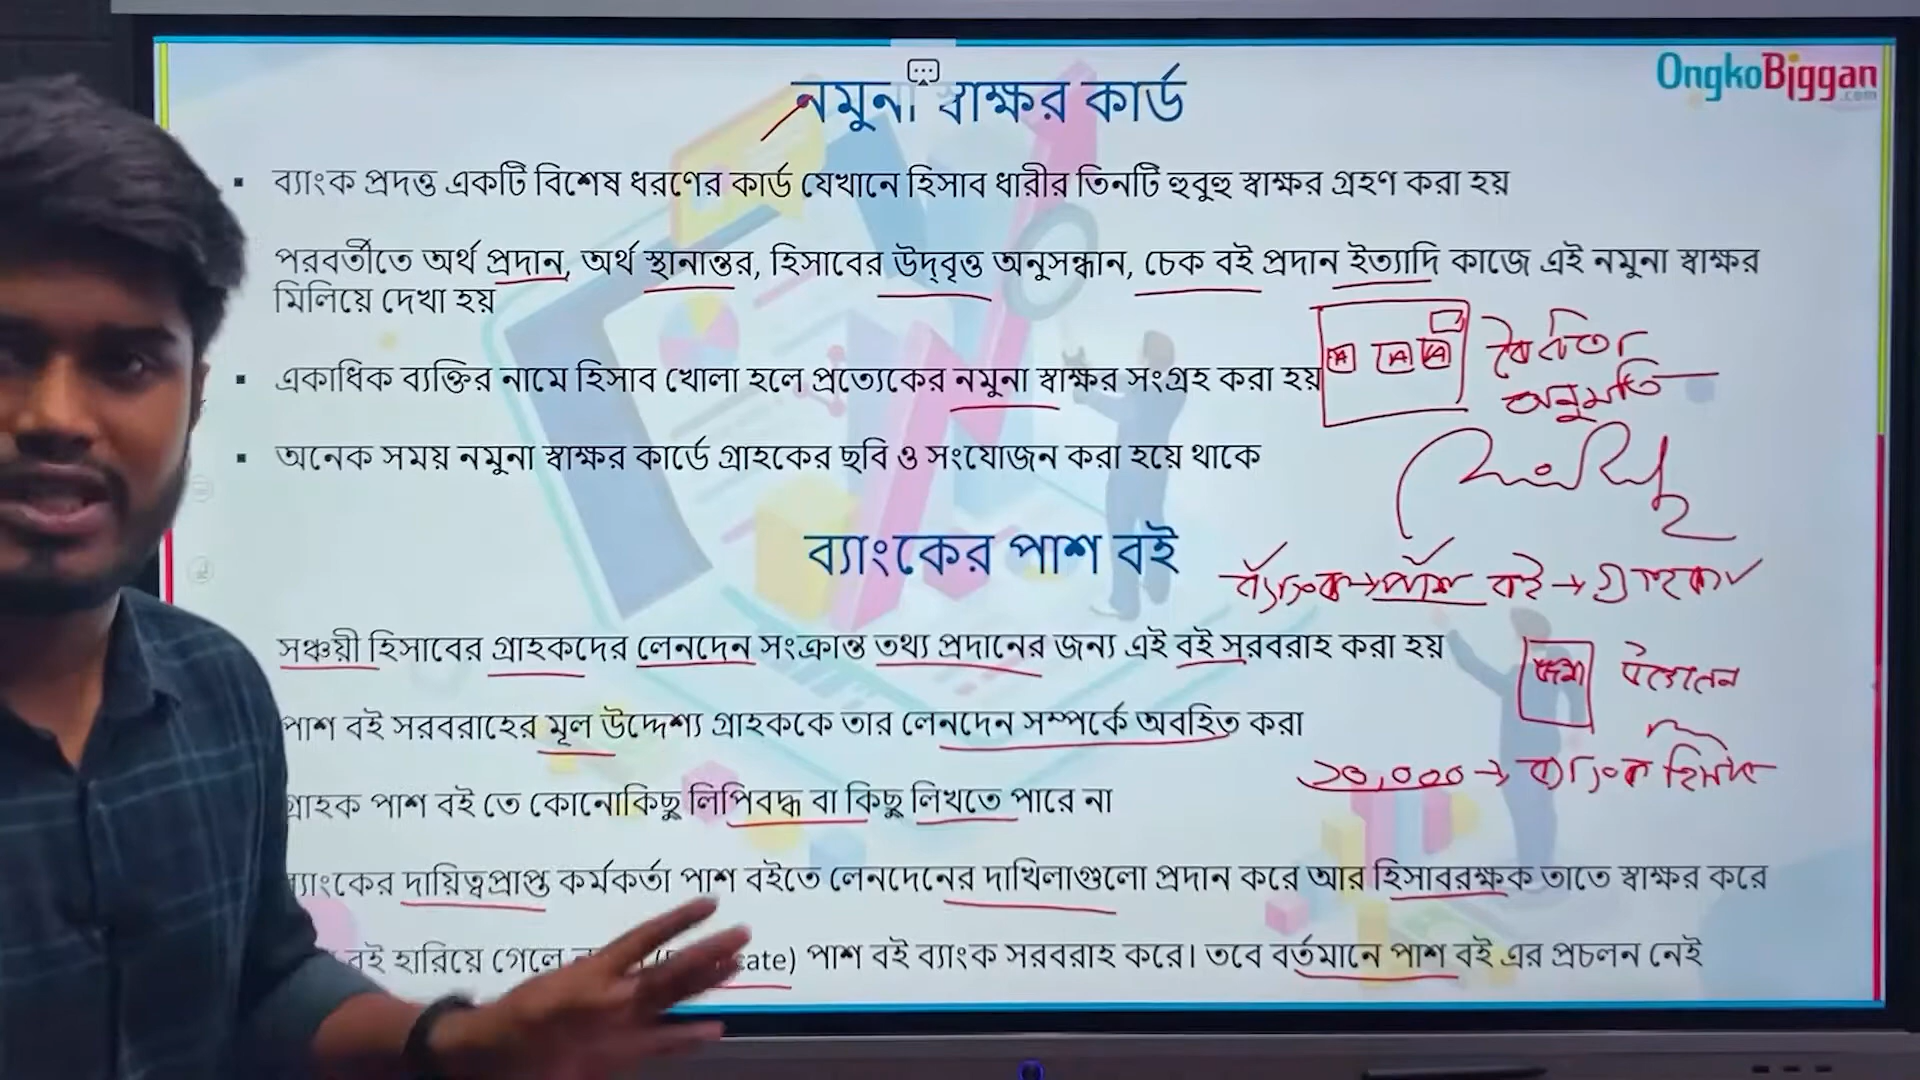 OngkoBiggan
.com
নমুনা স্বাক্ষর কার্ড
▪ ব্যাংক প্রদত্ত একটি বিশেষ ধরণের কার্ড যেখানে হিসাব ধারীর তিনটি হুবুহু স্বাক্ষর গ্রহণ করা হয়
পরবর্তীতে অর্থ প্রদান, অর্থ স্থানান্তর, হিসাবের উদ্‌বৃত্ত অনুসন্ধান, চেক বই প্রদান ইত্যাদি কাজে এই নমুনা স্বাক্ষর
মিলিয়ে দেখা হয়
▪ একাধিক ব্যক্তির নামে হিসাব খোলা হলে প্রত্যেকের নমুনা স্বাক্ষর সংগ্রহ করা হয়
অনুমতি
▪ অনেক সময় নমুনা স্বাক্ষর কার্ডে গ্রাহকের ছবি ও সংযোজন করা হয়ে থাকে
ব্যাংকের পাশ বই
ব্যাংক→পাশ বই → গ্রাহক
সঞ্চয়ী হিসাবের গ্রাহকদের লেনদেন সংক্রান্ত তথ্য প্রদানের জন্য এই বই সরবরাহ করা হয়
পাশ বই সরবরাহের মূল উদ্দেশ্য গ্রাহককে তার লেনদেন সম্পর্কে অবহিত করা
২০,০০০ → ব্যাংক হিসাব
গ্রাহক পাশ বই তে কোনোকিছু লিপিবদ্ধ বা কিছু লিখতে পারে না
ব্যাংকের দায়িত্বপ্রাপ্ত কর্মকর্তা পাশ বইতে লেনদেনের দাখিলাগুলো প্রদান করে আর হিসাবরক্ষক তাতে স্বাক্ষর করে
বই হারিয়ে গেলে পাশ বই ব্যাংক সরবরাহ করে। তবে বর্তমানে পাশ বই এর প্রচলন নেই